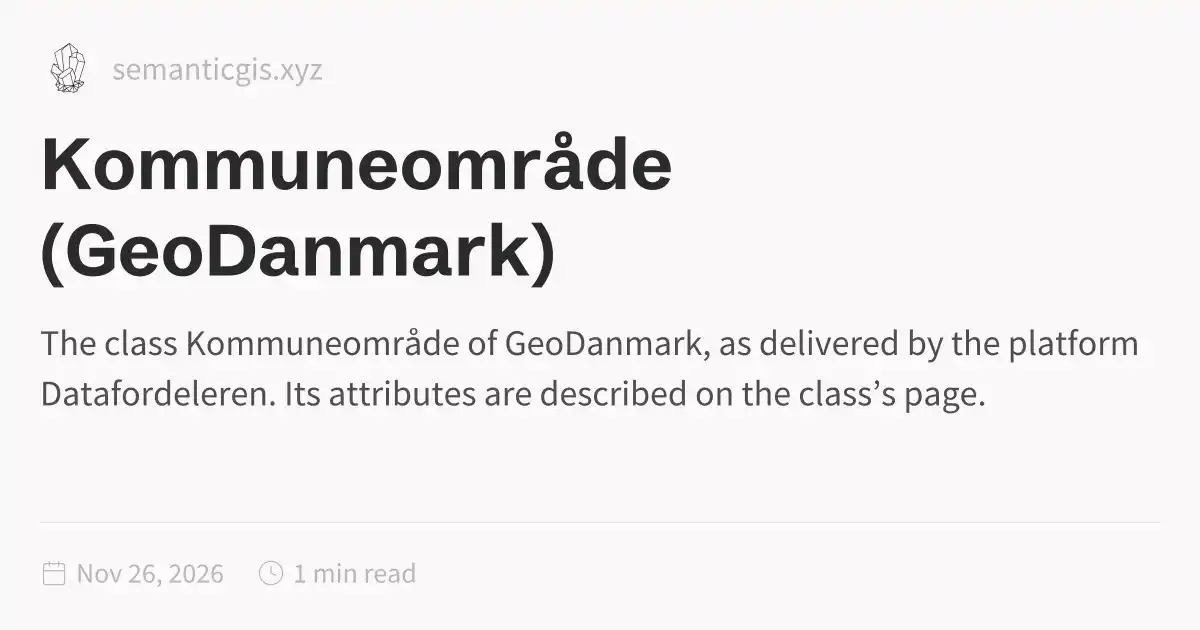 semanticgis.xyz
Kommuneområde
(GeoDanmark)
The class Kommuneområde of GeoDanmark, as delivered by the platform
Datafordeleren. Its attributes are described on the class’s page.
Nov 26, 2026 1 min read